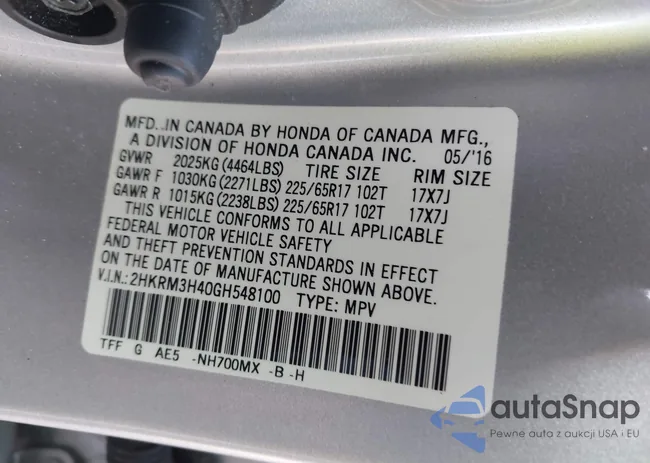 MFD. IN CANADA BY HONDA OF CANADA MFG.,
A DIVISION OF HONDA CANADA INC. 05/'16
GVWR 2025KG (4464LBS) TIRE SIZE RIM SIZE
GAWR F 1030KG (2271LBS) 225/65R17 102T 17X7J
GAWR R 1015KG (2238LBS) 225/65R17 102T 17X7J
THIS VEHICLE CONFORMS TO ALL APPLICABLE
FEDERAL MOTOR VEHICLE SAFETY
AND THEFT PREVENTION STANDARDS IN EFFECT
ON THE DATE OF MANUFACTURE SHOWN ABOVE.
V.I.N.: 2HKRM3H40GH548100 TYPE: MPV
TFF G AE5 -NH700MX -B -H
autaSnap
Pewne auta z aukcji USA i EU